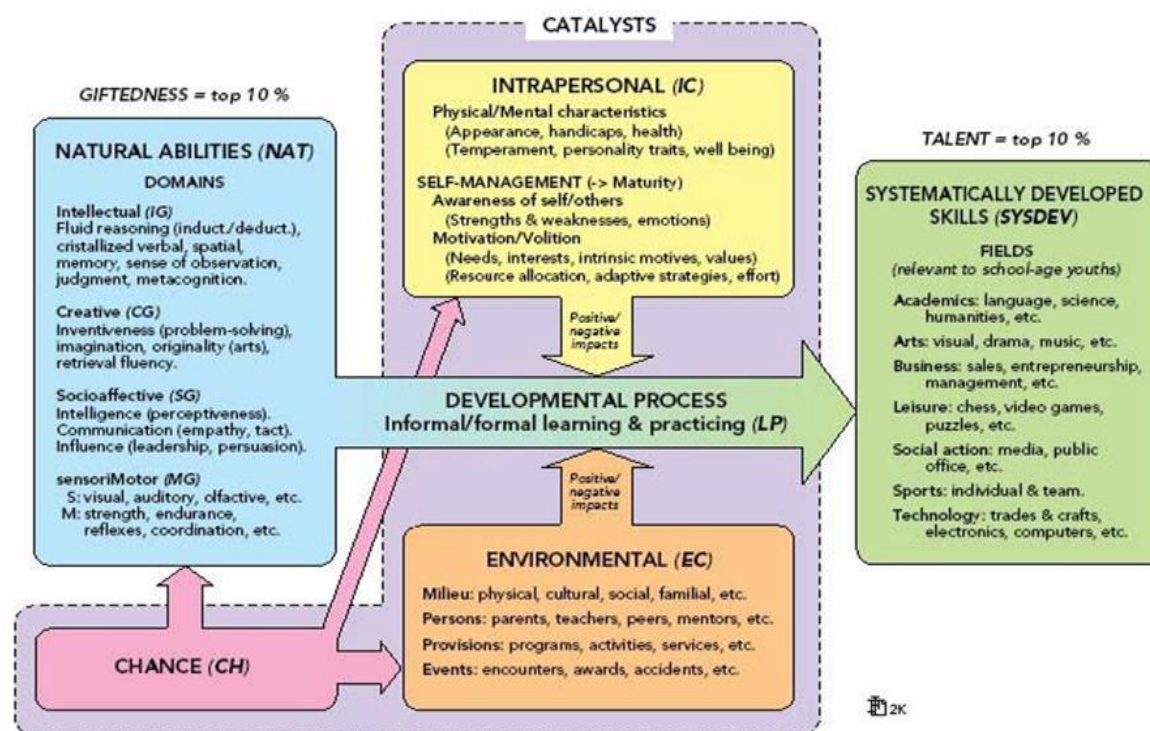 CATALYSTS
GIFTEDNESS = top 10 %
NATURAL ABILITIES (NAT)
DOMAINS
Intellectual (IG)
Fluid reasoning (induct./deduct.),
cristallized verbal, spatial,
memory, sense of observation,
judgment, metacognition.
Creative (CG)
Inventiveness (problem-solving),
imagination, originality (arts),
retrieval fluency.
Socioaffective (SG)
Intelligence (perceptiveness).
Communication (empathy, tact).
Influence (leadership, persuasion).
sensoriMotor (MG)
S: visual, auditory, olfactive, etc.
M: strength, endurance,
reflexes, coordination, etc.
CHANCE (CH)
INTRAPERSONAL (IC)
Physical/Mental characteristics
(Appearance, handicaps, health)
(Temperament, personality traits, well being)
SELF-MANAGEMENT (-> Maturity)
Awareness of self/others
(Strengths & weaknesses, emotions)
Motivation/Volition
(Needs, interests, intrinsic motives, values)
(Resource allocation, adaptive strategies, effort)
Positive/
negative
impacts
DEVELOPMENTAL PROCESS
Informal/formal learning & practicing (LP)
Positive/
negative
impacts
ENVIRONMENTAL (EC)
Milieu: physical, cultural, social, familial, etc.
Persons: parents, teachers, peers, mentors, etc.
Provisions: programs, activities, services, etc.
Events: encounters, awards, accidents, etc.
TALENT = top 10 %
SYSTEMATICALLY DEVELOPED
SKILLS (SYSDEV)
FIELDS
(relevant to school-age youths)
Academics: language, science,
humanities, etc.
Arts: visual, drama, music, etc.
Business: sales, entrepreneurship,
management, etc.
Leisure: chess, video games,
puzzles, etc.
Social action: media, public
office, etc.
Sports: individual & team.
Technology: trades & crafts,
electronics, computers, etc.
2K